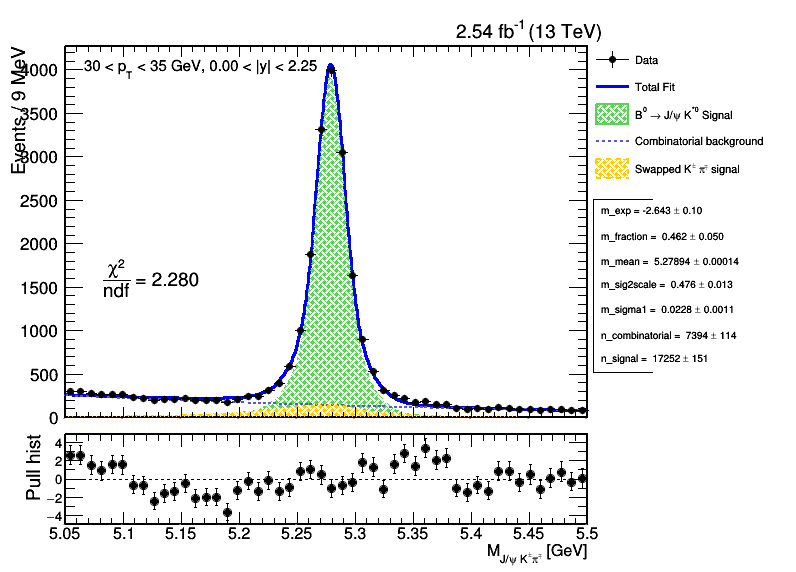 2.54 fb⁻¹ (13 TeV)
Events / 9 MeV
30 < p_T < 35 GeV, 0.00 < |y| < 2.25
4000
3500
3000
2500
2000
1500
1000
500
0
χ²/ndf = 2.280
Data
Total Fit
B⁰ → J/ψ K*⁰ Signal
Combinatorial background
Swapped K± π∓ signal
m_exp = -2.643 ± 0.10
m_fraction = 0.462 ± 0.050
m_mean = 5.27894 ± 0.00014
m_sig2scale = 0.476 ± 0.013
m_sigma1 = 0.0228 ± 0.0011
n_combinatorial = 7394 ± 114
n_signal = 17252 ± 151
Pull hist
4
2
0
−2
−4
5.05 5.1 5.15 5.2 5.25 5.3 5.35 5.4 5.45 5.5
M_J/ψ K±π∓ [GeV]